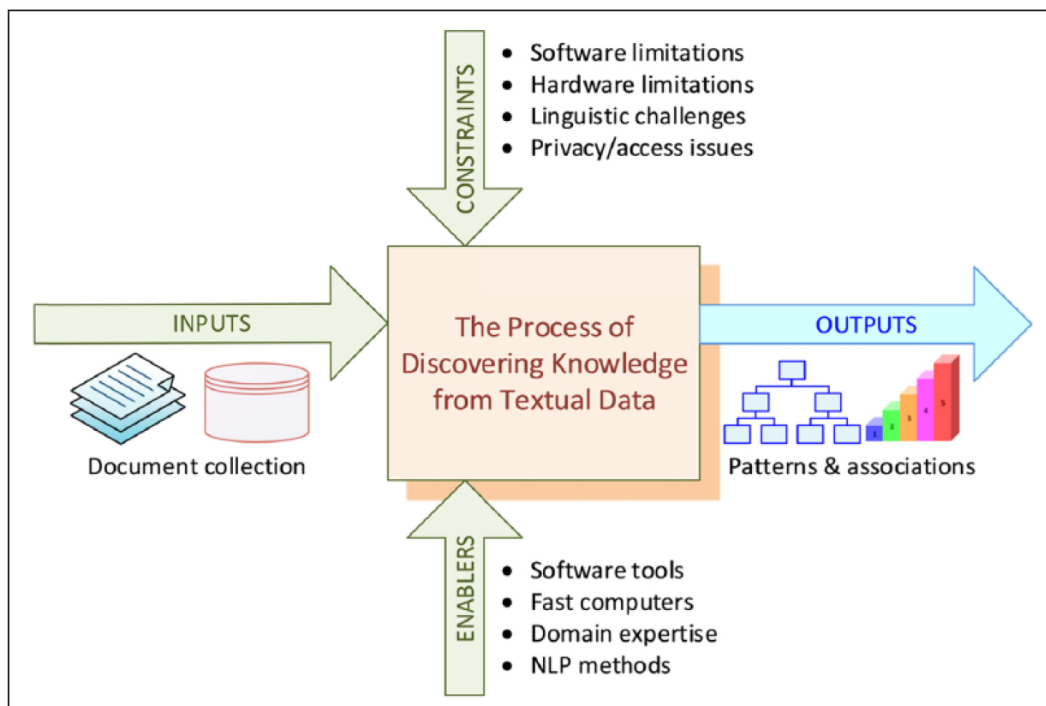 CONSTRAINTS
• Software limitations
• Hardware limitations
• Linguistic challenges
• Privacy/access issues
INPUTS
Document collection
The Process of
Discovering Knowledge
from Textual Data
OUTPUTS
1 2 3 4 5
Patterns & associations
ENABLERS
• Software tools
• Fast computers
• Domain expertise
• NLP methods